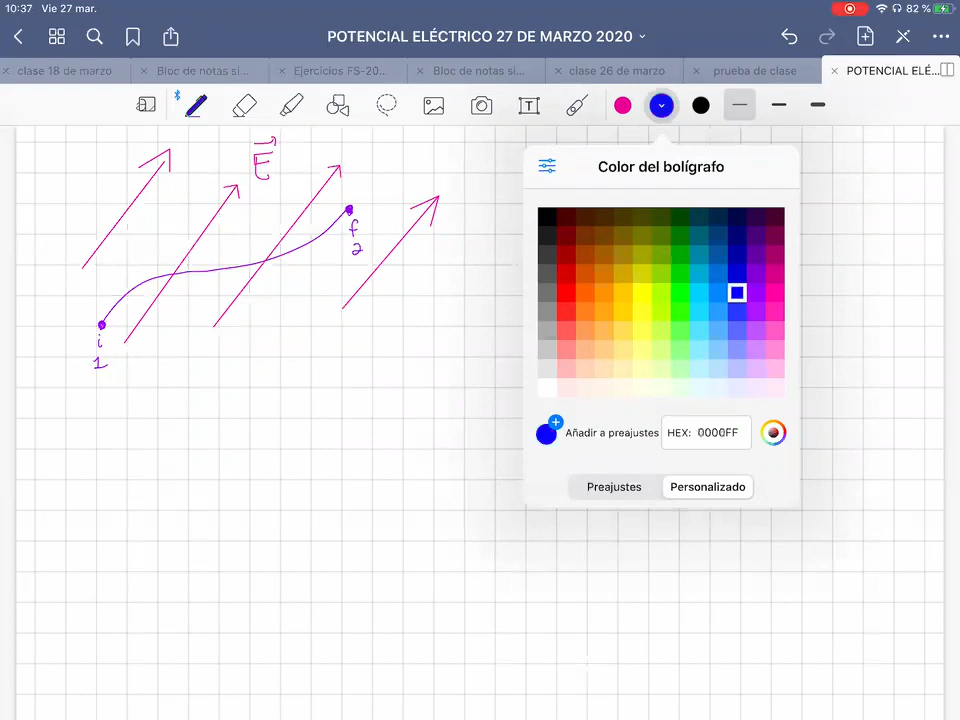 10:37 Vie 27 mar. 82 %
POTENCIAL ELÉCTRICO 27 DE MARZO 2020
clase 18 de marzo
Bloc de notas si...
Ejercicios FS-20...
Bloc de notas si...
clase 26 de marzo
prueba de clase
POTENCIAL ELÉ...
T
E
f
2
i
1
Color del bolígrafo
Añadir a preajustes
HEX: 0000FF
Preajustes
Personalizado